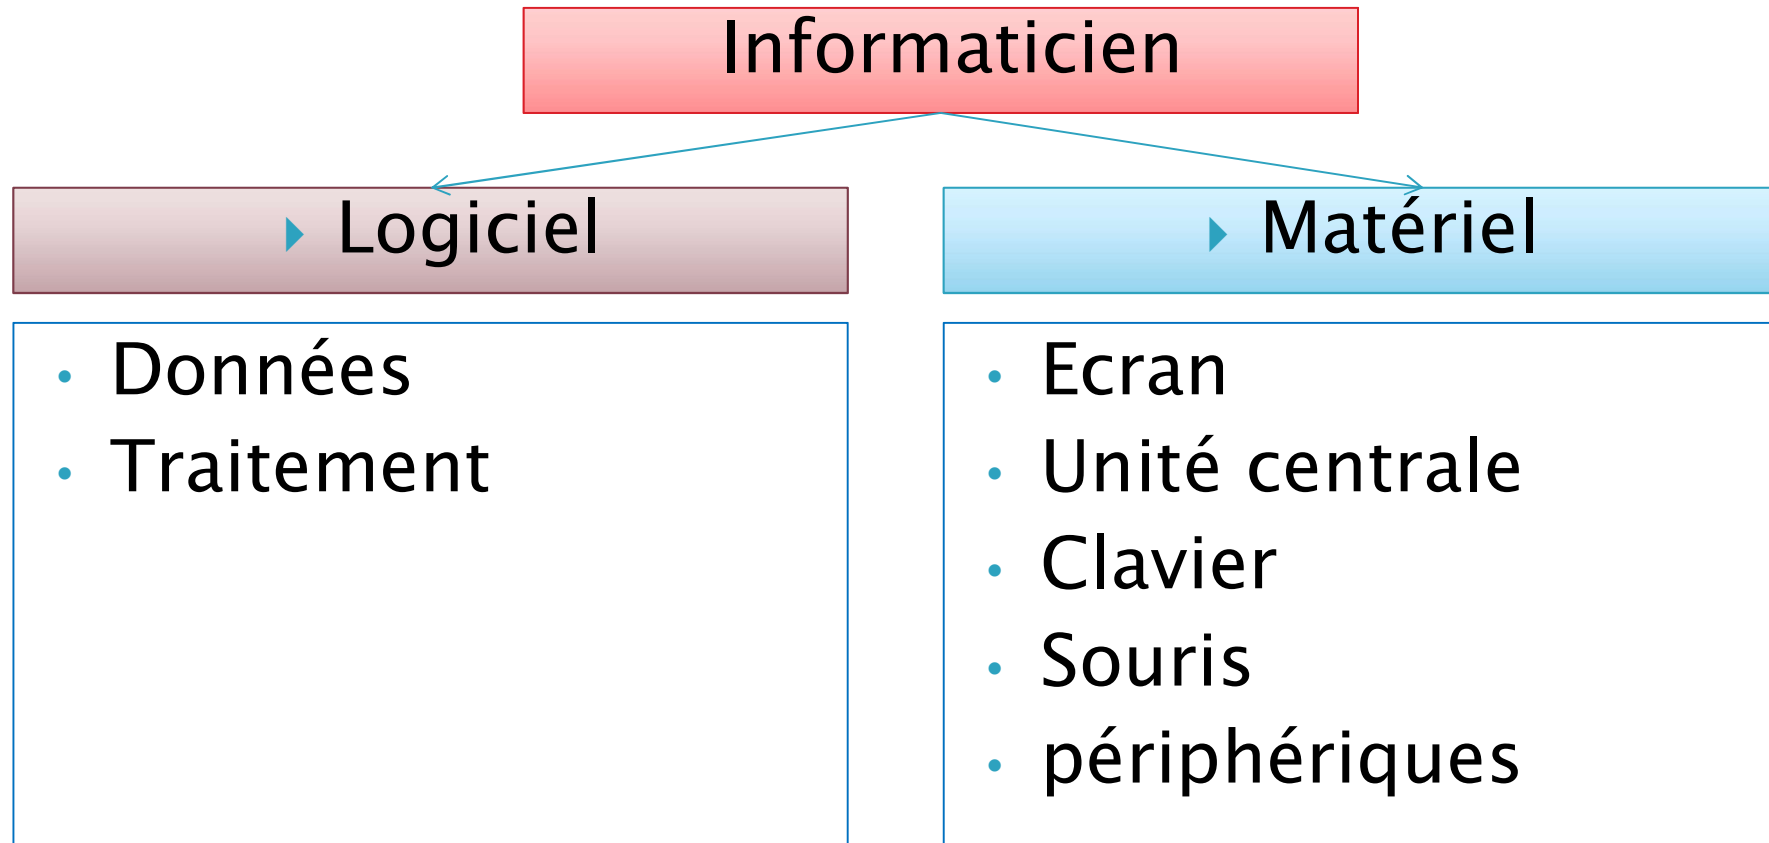 Informaticien
Logiciel
Données
Traitement
Matériel
Ecran
Unité centrale
Clavier
Souris
périphériques